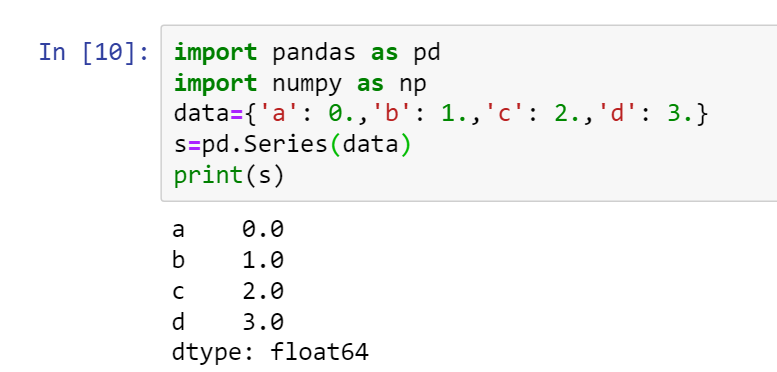 In [10]: import pandas as pd
import numpy as np
data={'a': 0.,'b': 1.,'c': 2.,'d': 3.}
s=pd.Series(data)
print(s)
a    0.0
b    1.0
c    2.0
d    3.0
dtype: float64